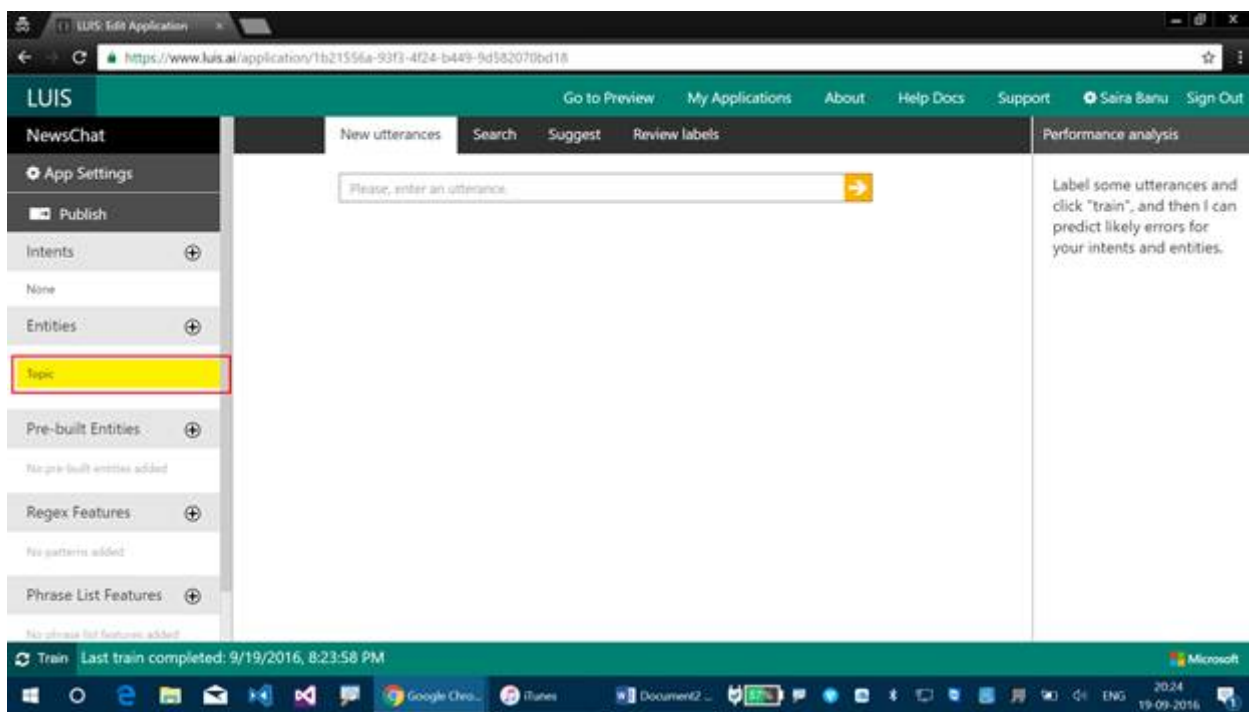 LUIS: Edit Application
https://www.luis.ai/application/1b21556a-93f3-4f24-b449-9d582070bd18
LUIS Go to Preview My Applications About Help Docs Support Saira Banu Sign Out
NewsChat New utterances Search Suggest Review labels Performance analysis
App Settings
Please, enter an utterance.
Label some utterances and
click "train", and then I can
predict likely errors for
your intents and entities.
Publish
Intents
None
Entities
Topic
Pre-built Entities
No pre-built entities added
Regex Features
No patterns added
Phrase List Features
No phrase list features added
Train Last train completed: 9/19/2016, 8:23:58 PM Microsoft
Google Chro... iTunes Document2 - 57% ENG 20:24
19-09-2016